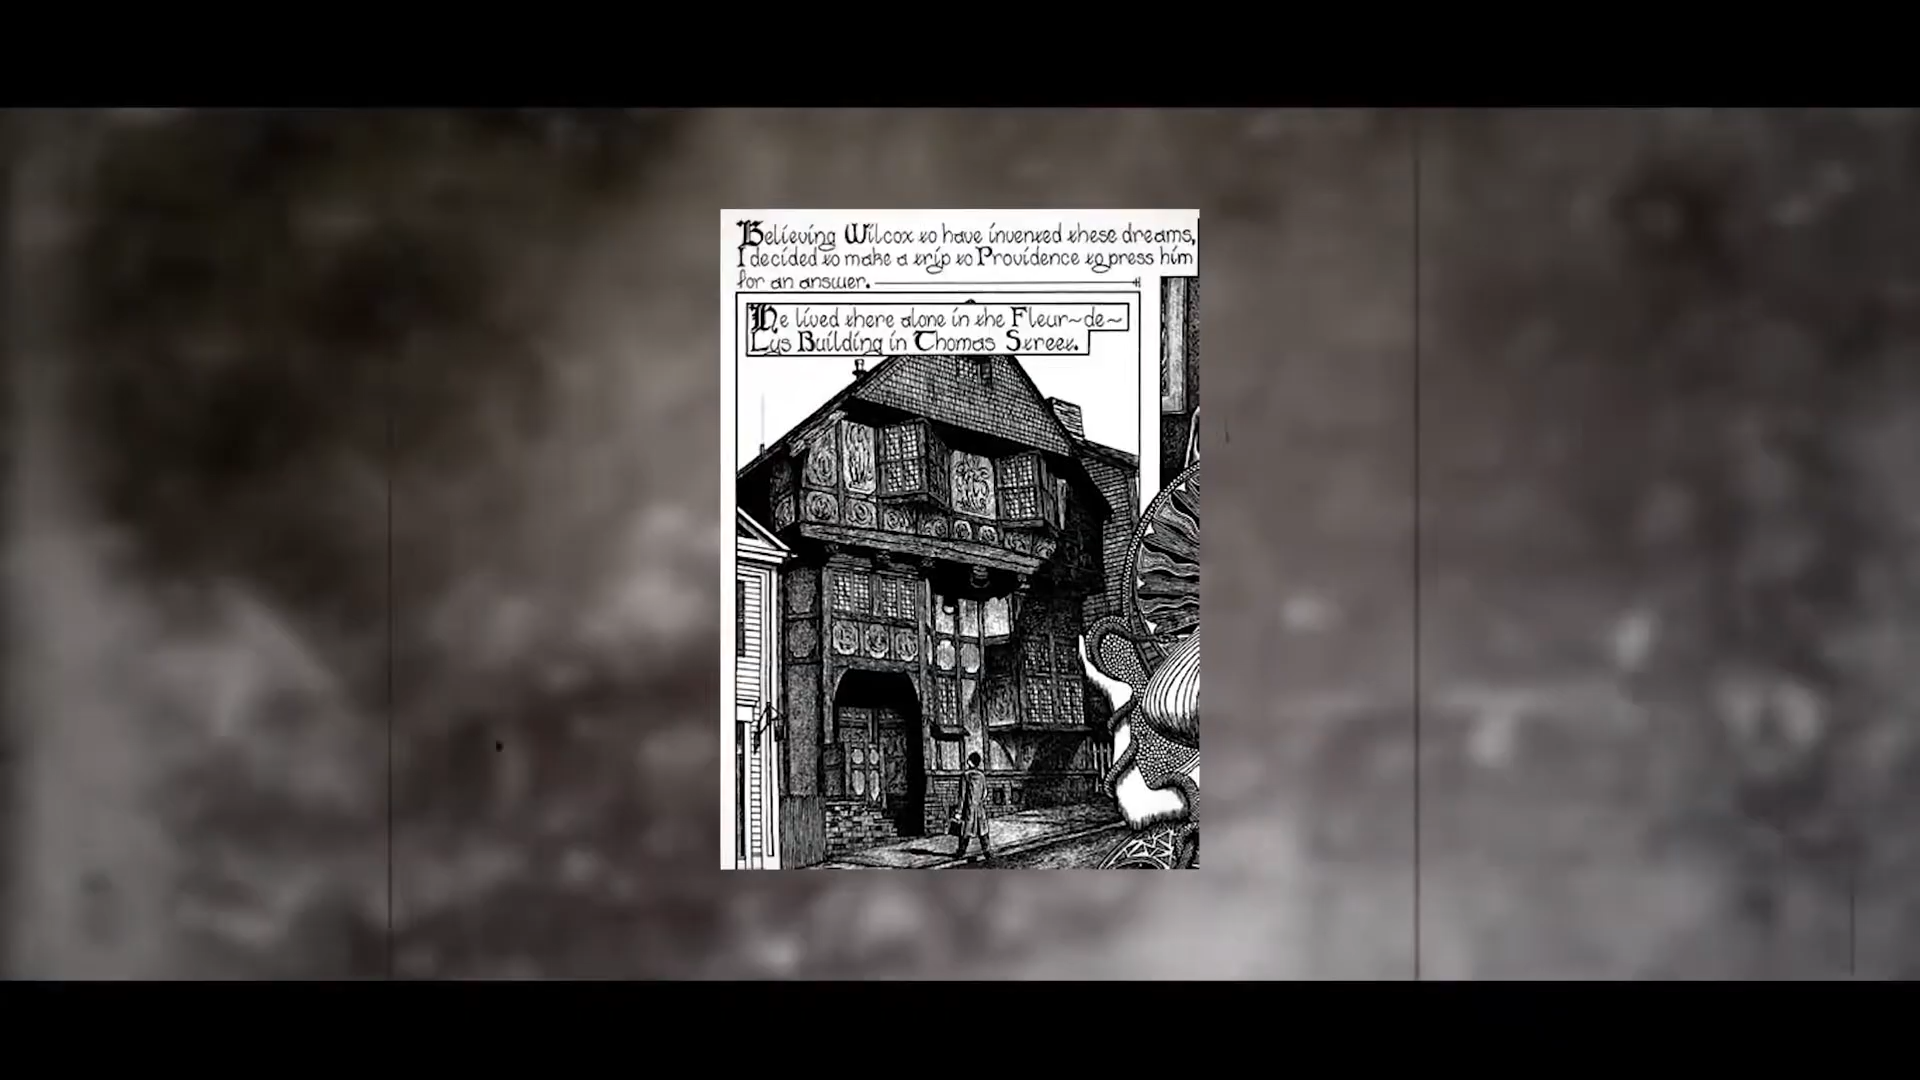 Believing Wilcox to have invented these dreams,
I decided to make a trip to Providence to press him
for an answer.
He lived there alone in the Fleur~de~
Lys Building in Thomas Street.